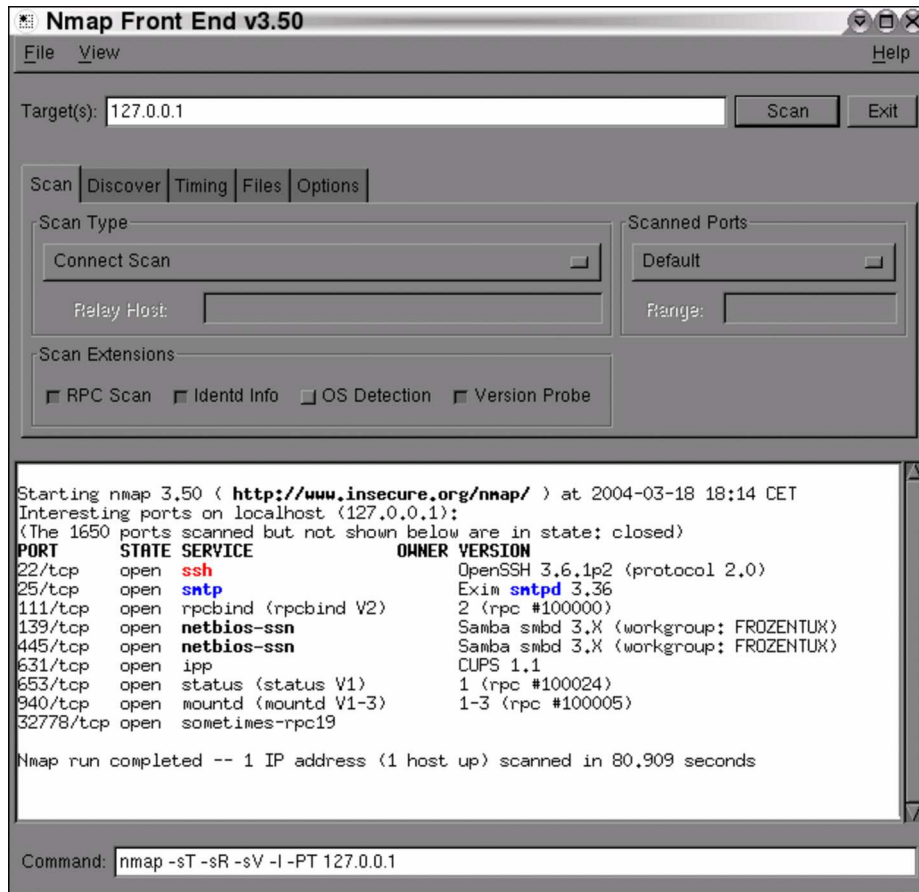 Nmap Front End v3.50
File View Help
Target(s): 127.0.0.1 Scan Exit
Scan Discover Timing Files Options
Scan Type Scanned Ports
Connect Scan Default
Relay Host: Range:
Scan Extensions
RPC Scan Identd Info OS Detection Version Probe
Starting nmap 3.50 ( http://www.insecure.org/nmap/ ) at 2004-03-18 18:14 CET
Interesting ports on localhost (127.0.0.1):
(The 1650 ports scanned but not shown below are in state: closed)
PORT STATE SERVICE OWNER VERSION
22/tcp open ssh OpenSSH 3.6.1p2 (protocol 2.0)
25/tcp open smtp Exim smtpd 3.36
111/tcp open rpcbind (rpcbind V2) 2 (rpc #100000)
139/tcp open netbios-ssn Samba smbd 3.X (workgroup: FROZENTUX)
445/tcp open netbios-ssn Samba smbd 3.X (workgroup: FROZENTUX)
631/tcp open ipp CUPS 1.1
653/tcp open status (status V1) 1 (rpc #100024)
940/tcp open mountd (mountd V1-3) 1-3 (rpc #100005)
32778/tcp open sometimes-rpc19
Nmap run completed -- 1 IP address (1 host up) scanned in 80.909 seconds
Command: nmap -sT -sR -sV -I -PT 127.0.0.1